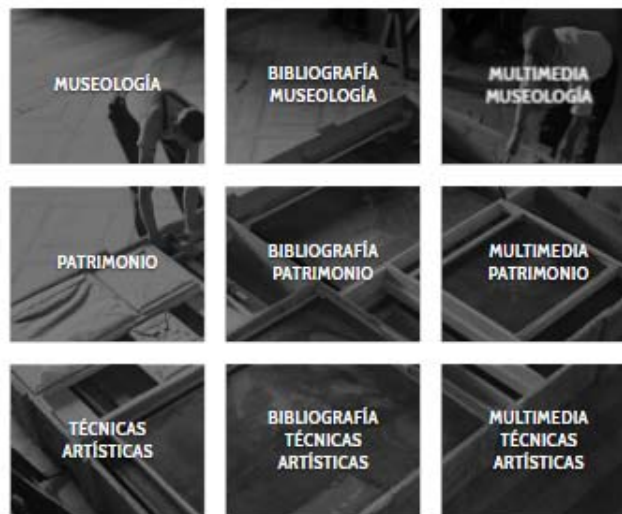 MUSEOLOGÍA
BIBLIOGRAFÍA
MUSEOLOGÍA
MULTIMEDIA
MUSEOLOGÍA
PATRIMONIO
BIBLIOGRAFÍA
PATRIMONIO
MULTIMEDIA
PATRIMONIO
TÉCNICAS
ARTÍSTICAS
BIBLIOGRAFÍA
TÉCNICAS
ARTÍSTICAS
MULTIMEDIA
TÉCNICAS
ARTÍSTICAS